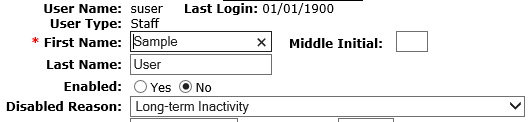 User Name: suser Last Login: 01/01/1900
User Type: Staff
* First Name: Sample × Middle Initial:
Last Name: User
Enabled: Yes No
Disabled Reason: Long-term Inactivity